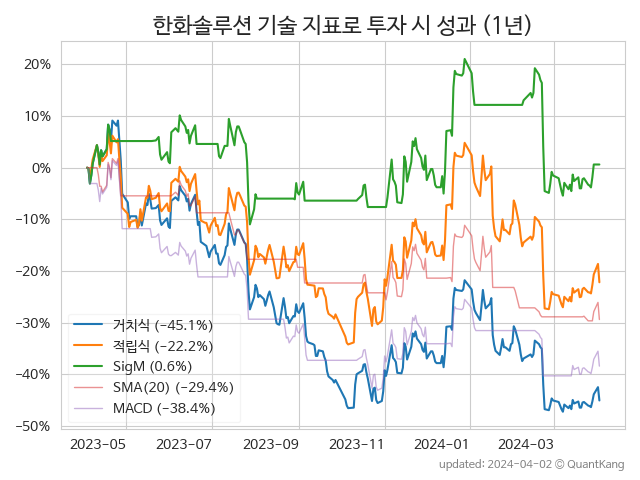 한화솔루션 기술 지표로 투자 시 성과 (1년)
20%
10%
0%
−10%
−20%
−30%
−40%
−50%
거치식 (−45.1%)
적립식 (−22.2%)
SigM (0.6%)
SMA(20) (−29.4%)
MACD (−38.4%)
2023-05
2023-07
2023-09
2023-11
2024-01
2024-03
updated: 2024-04-02 © QuantKang